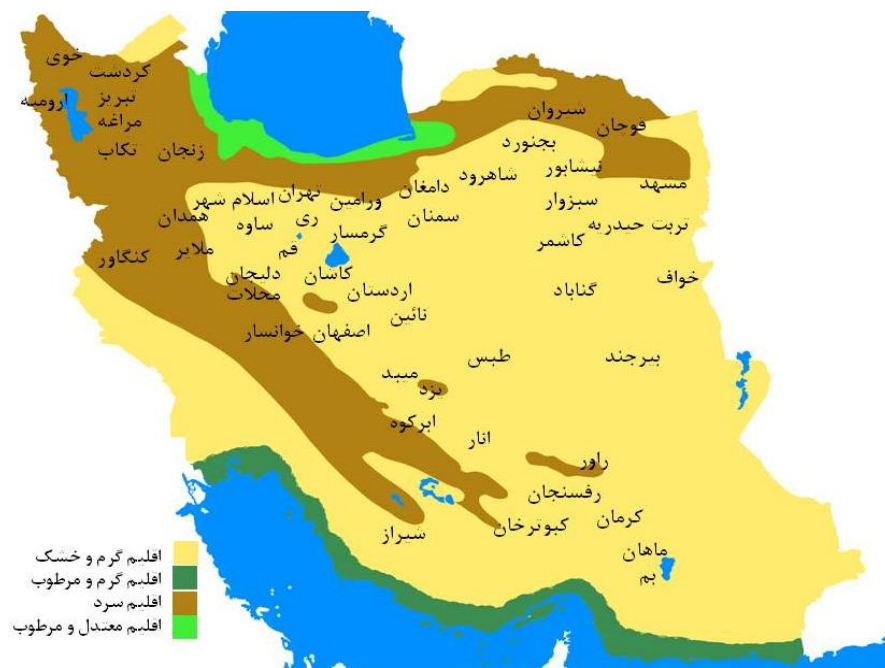 خوی
کردشت
تبریز
ارومیه
مراغه
تکاب
زنجان
شیروان
قوچان
بجنورد
نیشابور
شاهرود
مشهد
دامغان
سبزوار
سمنان
تربت حیدریه
کاشمر
تهران
ورامین
اسلام شهر
ری
ساوه
گرمسار
قم
همدان
ملایر
کنگاور
دلیجان
محلات
کاشان
اردستان
نائین
اصفهان
خوانسار
گناباد
خواف
طبس
بیرجند
میبد
یزد
ابرکوه
انار
راور
رفسنجان
کبوترخان
کرمان
شیراز
ماهان
بم
اقلیم گرم و خشک
اقلیم گرم و مرطوب
اقلیم سرد
اقلیم معتدل و مرطوب